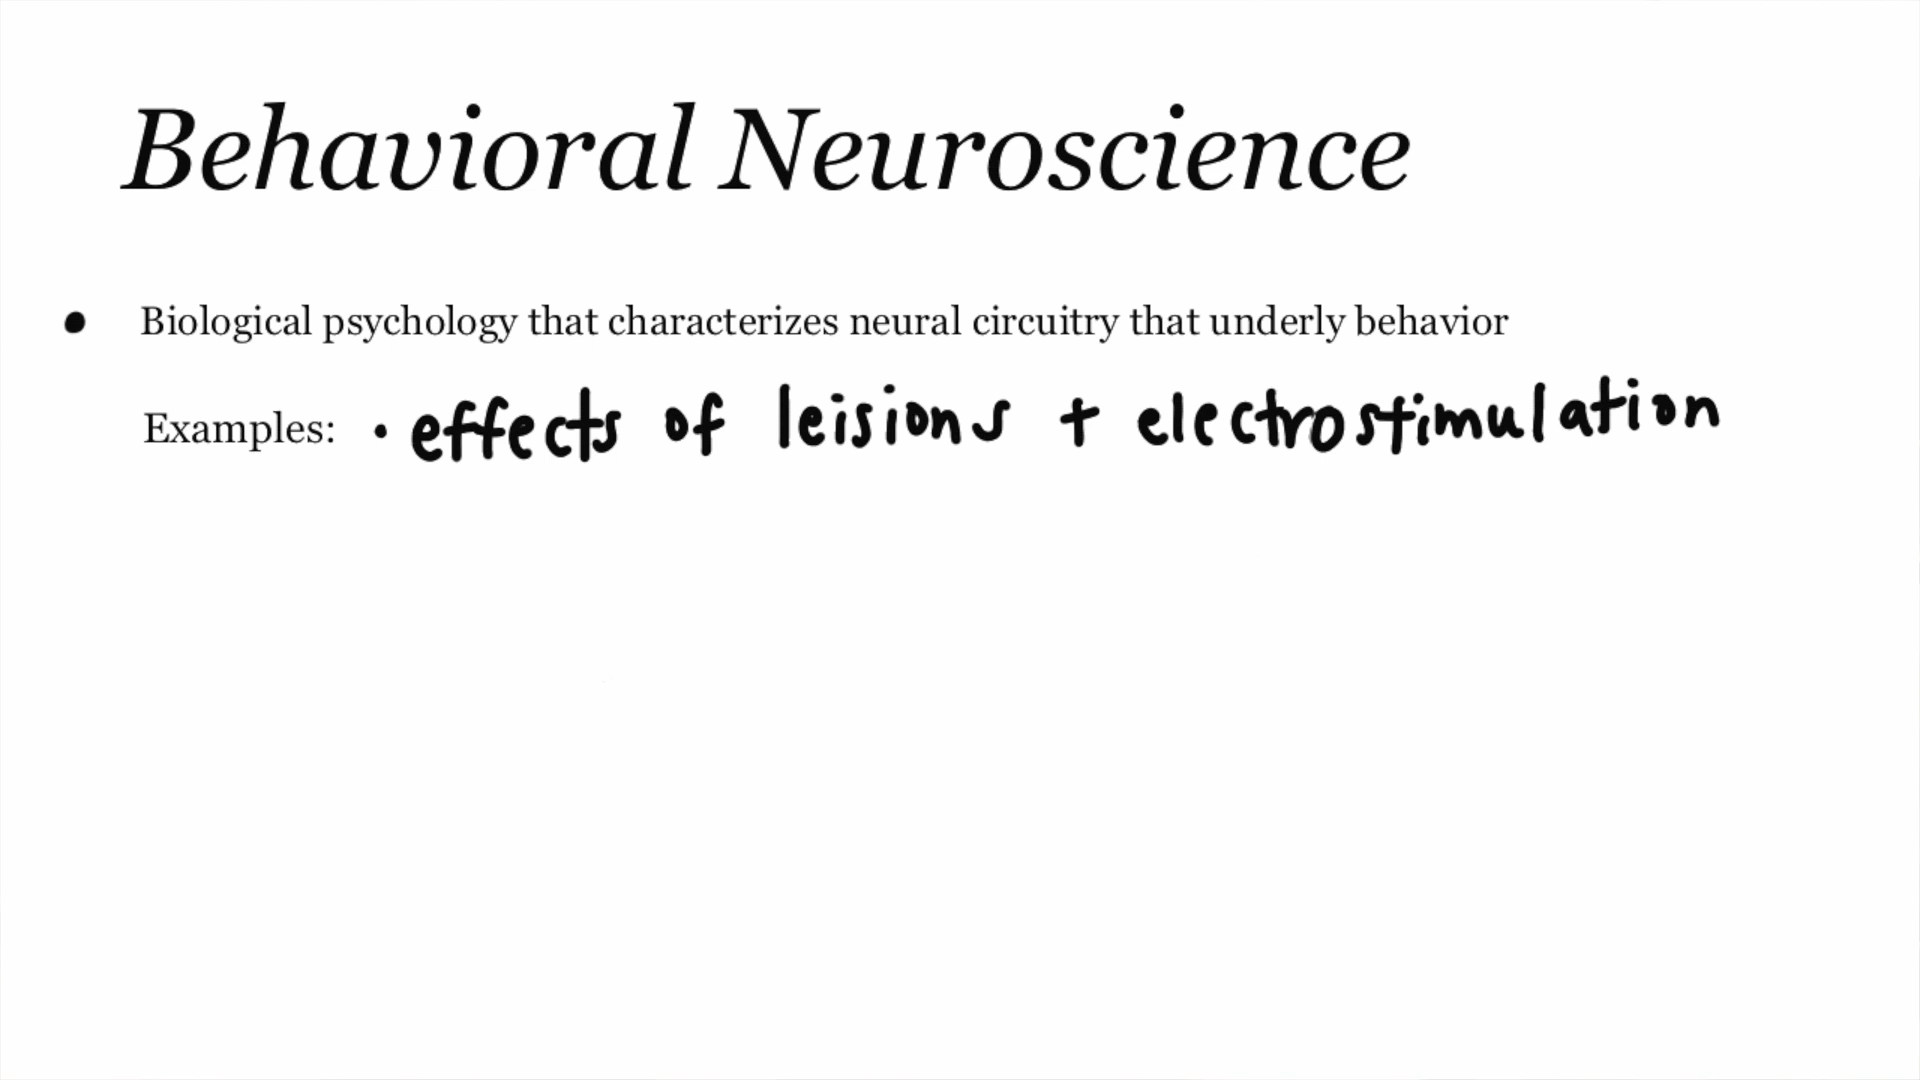 Behavioral Neuroscience
• Biological psychology that characterizes neural circuitry that underly behavior
Examples: • effects of leisions + electrostimulation